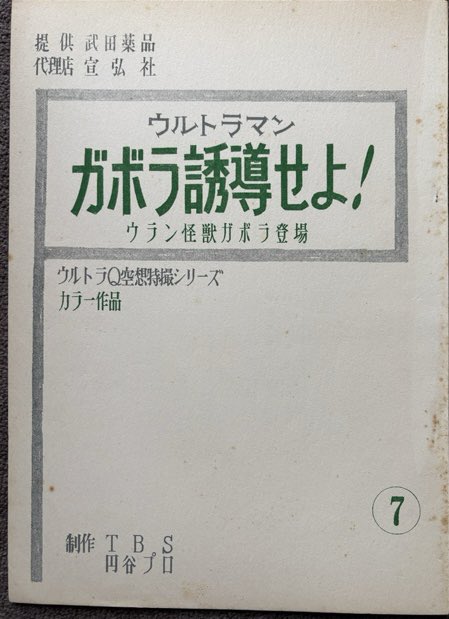 提供 武田薬品
代理店 宣弘社
ウルトラマン
ガボラ誘導せよ!
ウラン怪獣ガボラ登場
ウルトラQ空想特撮シリーズ
カラー作品
7
制作 TBS
円谷プロ